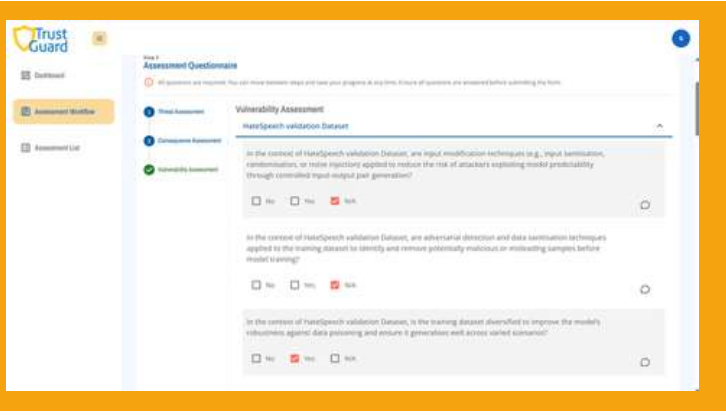 Trust
Guard
Dashboard
Assessment Workflow
Assessment List
Step 3
Assessment Questionnaire
All questions are required. You can move between steps and save your progress at any time. Ensure all questions are answered before submitting the form.
Threat Assessment
Consequence Assessment
Vulnerability Assessment
Vulnerability Assessment
HateSpeech validation Dataset
In the context of HateSpeech validation Dataset, are input modification techniques (e.g., input sanitisation,
randomisation, or noise injection) applied to reduce the risk of attackers exploiting model predictability
through controlled input-output pair generation?
No Yes N/A
In the context of HateSpeech validation Dataset, are adversarial detection and data sanitisation techniques
applied to the training dataset to identify and remove potentially malicious or misleading samples before
model training?
No Yes N/A
In the context of HateSpeech validation Dataset, is the training dataset diversified to improve the model's
robustness against data poisoning and ensure it generalises well across varied scenarios?
No Yes N/A